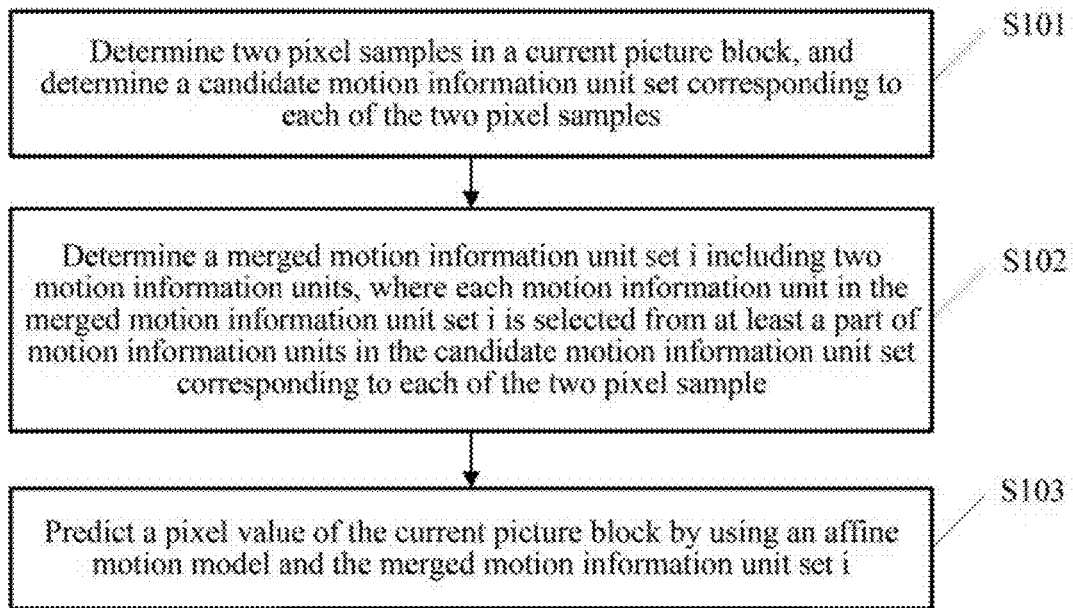 Determine two pixel samples in a current picture block, and
determine a candidate motion information unit set corresponding to
each of the two pixel samples
S101
Determine a merged motion information unit set i including two
motion information units, where each motion information unit in the
merged motion information unit set i is selected from at least a part of
motion information units in the candidate motion information unit set
corresponding to each of the two pixel sample
S102
Predict a pixel value of the current picture block by using an affine
motion model and the merged motion information unit set i
S103